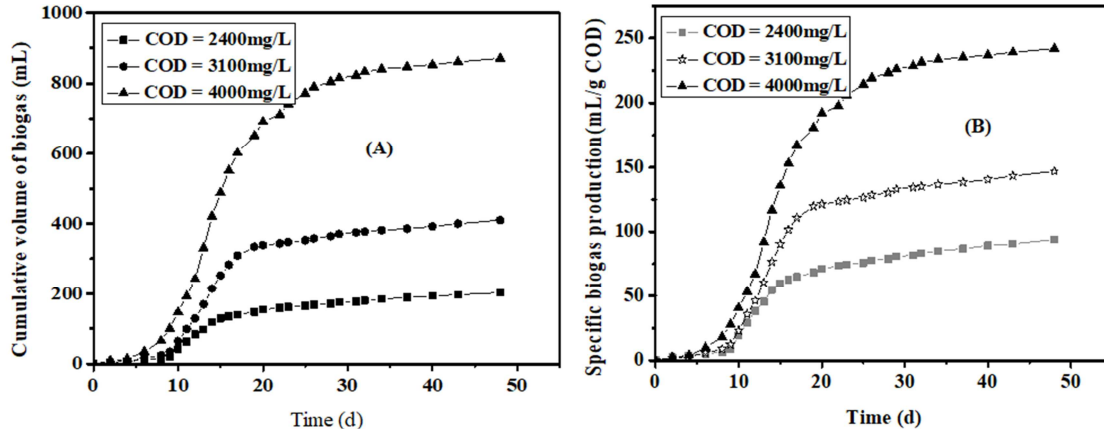 Cumulative volume of biogas (mL)
1000
800
600
400
200
0
COD = 2400mg/L
COD = 3100mg/L
COD = 4000mg/L
(A)
0 10 20 30 40 50
Time (d)
Specific biogas production(mL/g COD)
250
200
150
100
50
0
COD = 2400mg/L
COD = 3100mg/L
COD = 4000mg/L
(B)
0 10 20 30 40 50
Time (d)